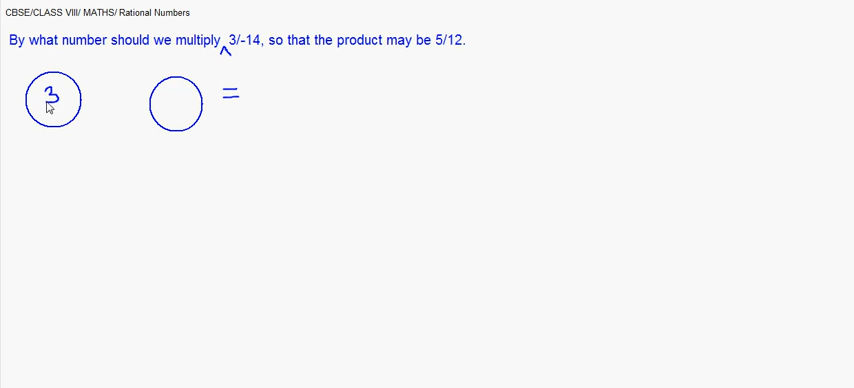 CBSE/CLASS VIII/ MATHS/ Rational Numbers
By what number should we multiply 3/-14, so that the product may be 5/12.
3 =